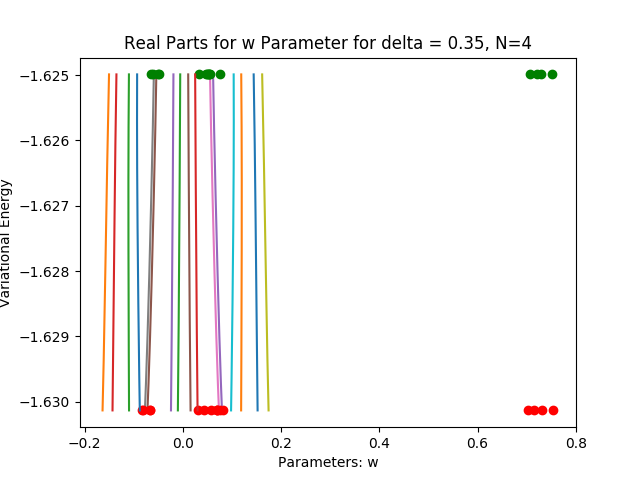 Real Parts for w Parameter for delta = 0.35, N=4
Variational Energy
−1.625
−1.626
−1.627
−1.628
−1.629
−1.630
−0.2 0.0 0.2 0.4 0.6 0.8
Parameters: w